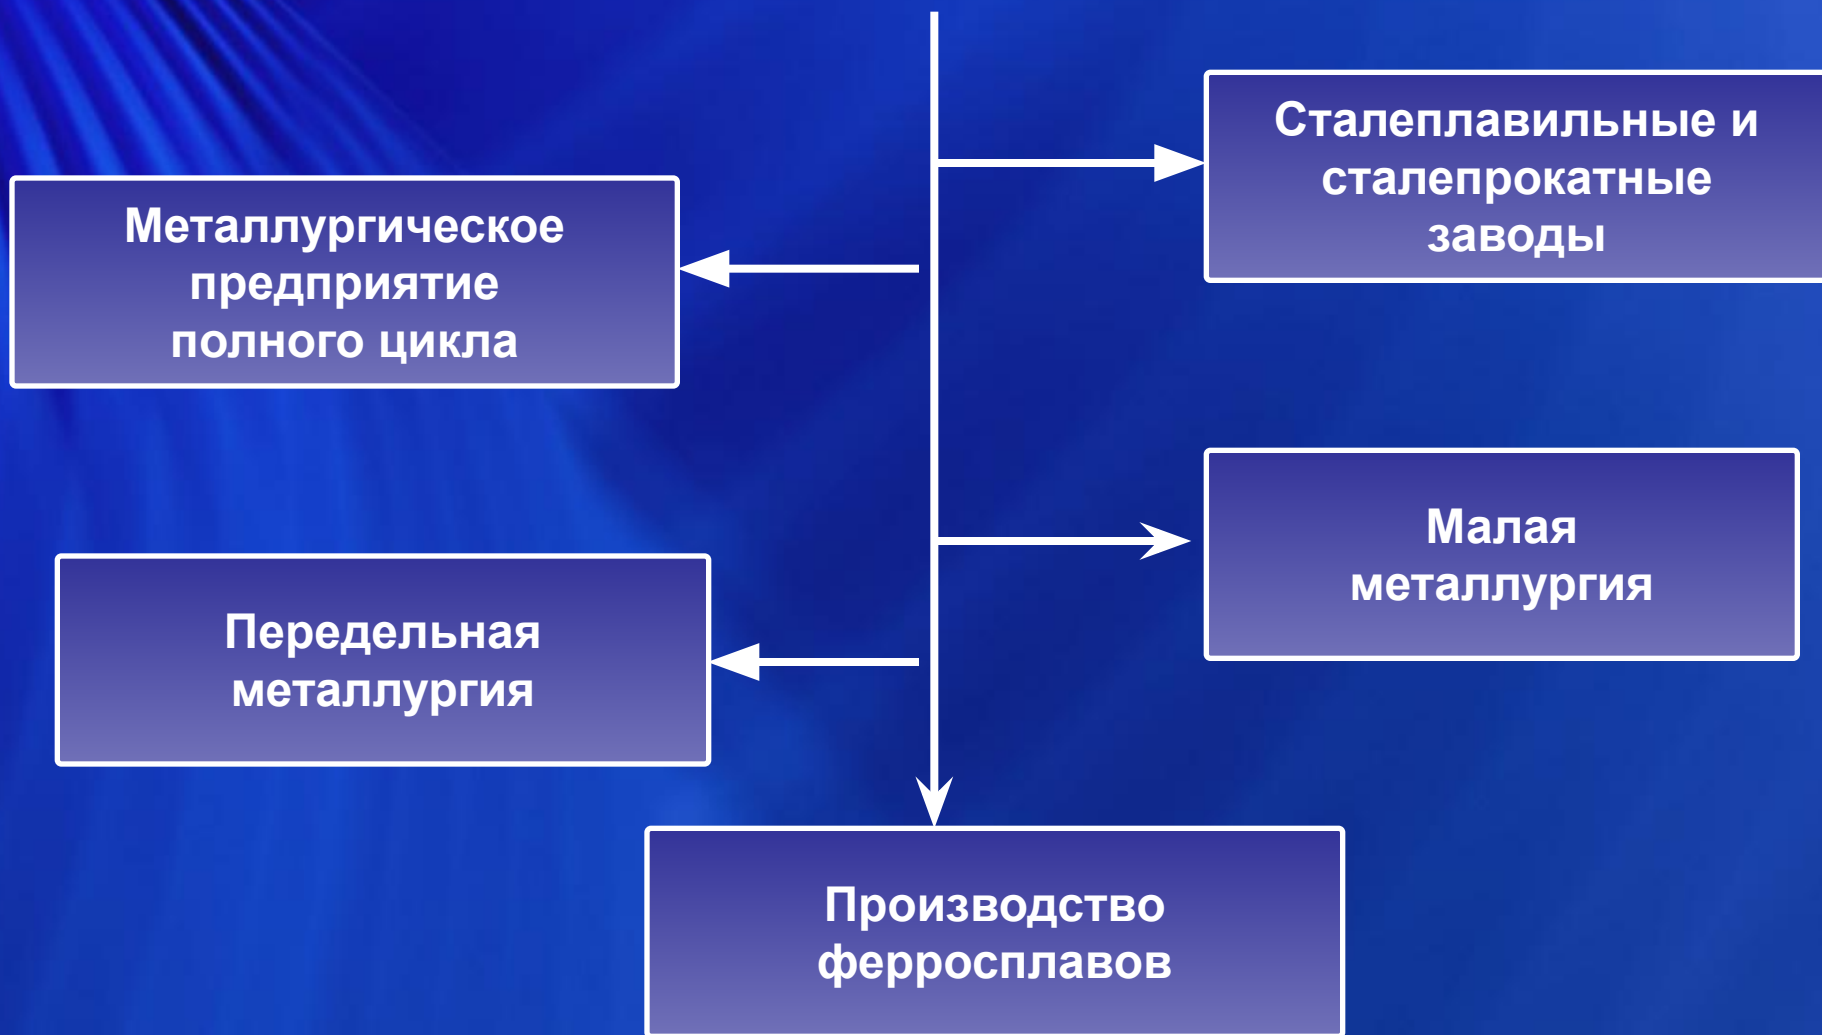 Сталеплавильные и
сталепрокатные
заводы
Металлургическое
предприятие
полного цикла
Малая
металлургия
Передельная
металлургия
Производство
ферросплавов